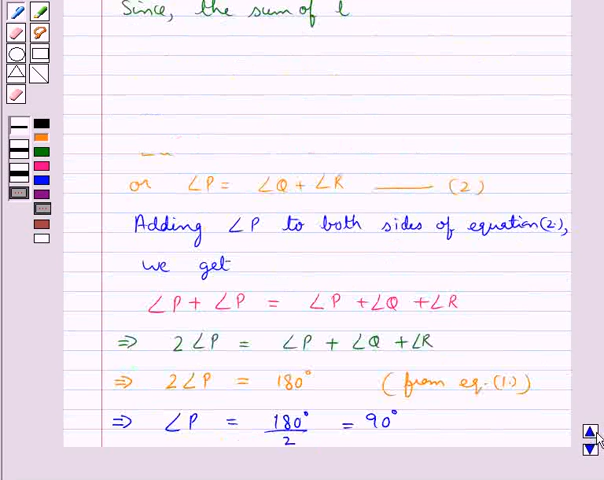 Since, the sum of
or ∠P = ∠Q + ∠R —— (2)
Adding ∠P to both sides of equation(2),
we get
∠P + ∠P = ∠P + ∠Q + ∠R
⇒ 2∠P = ∠P + ∠Q + ∠R
⇒ 2∠P = 180° (from eq.(1))
⇒ ∠P = 180°/2 = 90°